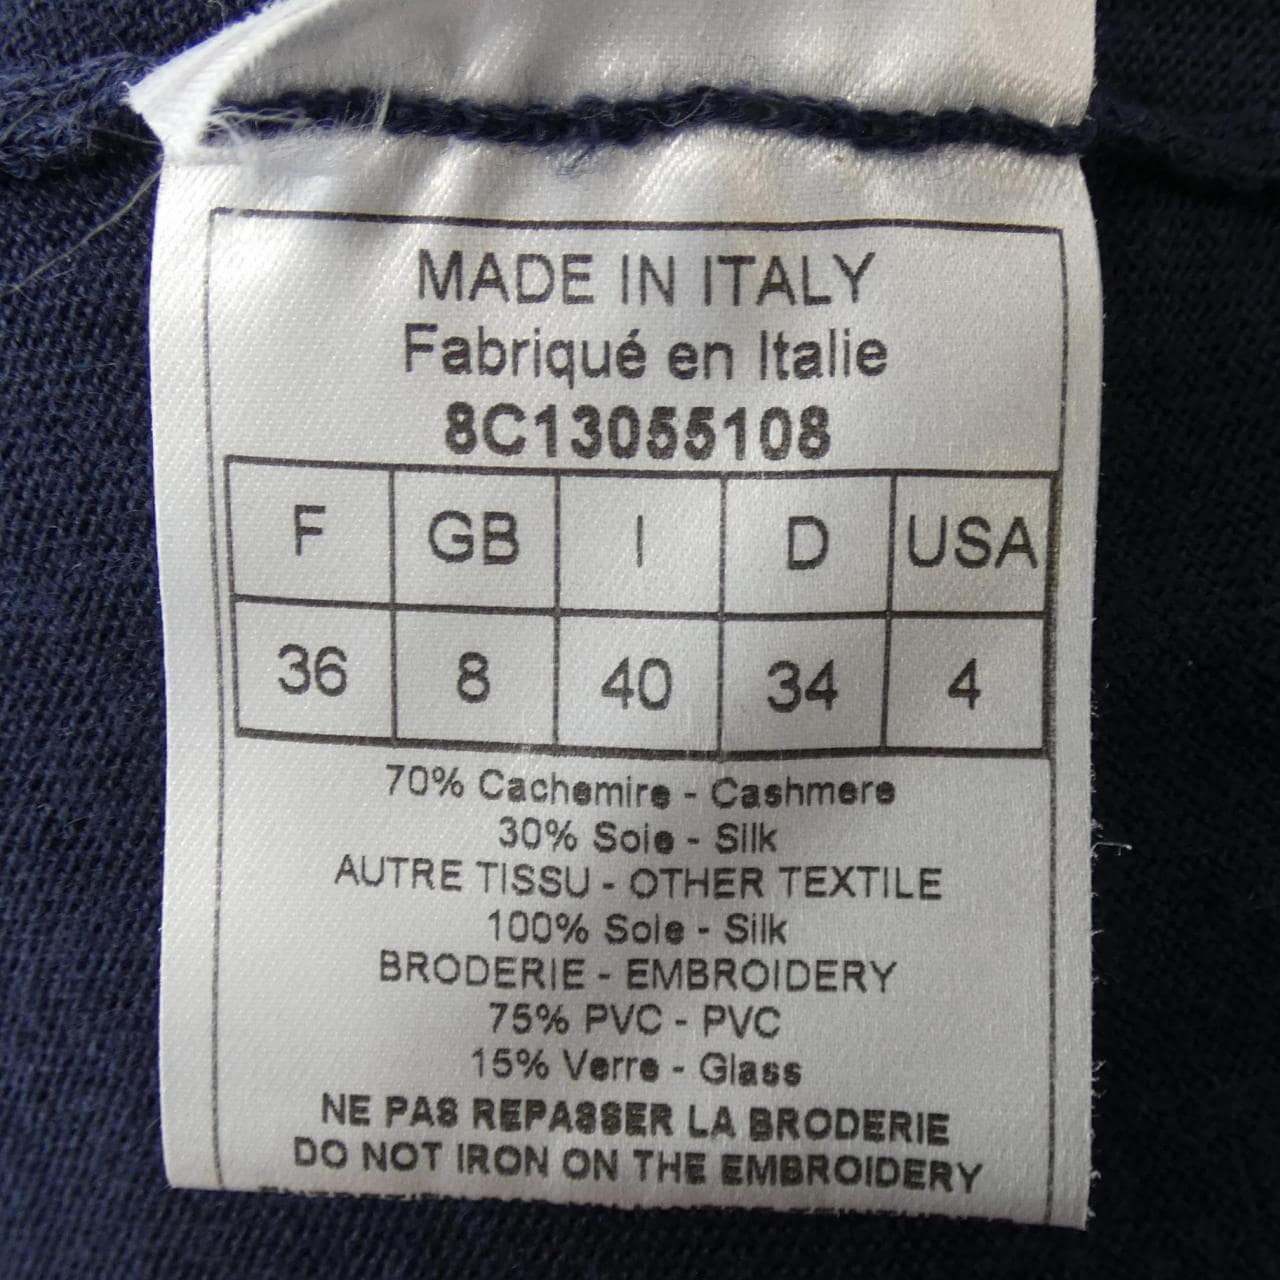 MADE IN ITALY
Fabriqué en Italie
8C13055108
F GB I D USA
36 8 40 34 4
70% Cachemire - Cashmere
30% Soie - Silk
AUTRE TISSU - OTHER TEXTILE
100% Soie - Silk
BRODERIE - EMBROIDERY
75% PVC - PVC
15% Verre - Glass
NE PAS REPASSER LA BRODERIE
DO NOT IRON ON THE EMBROIDERY